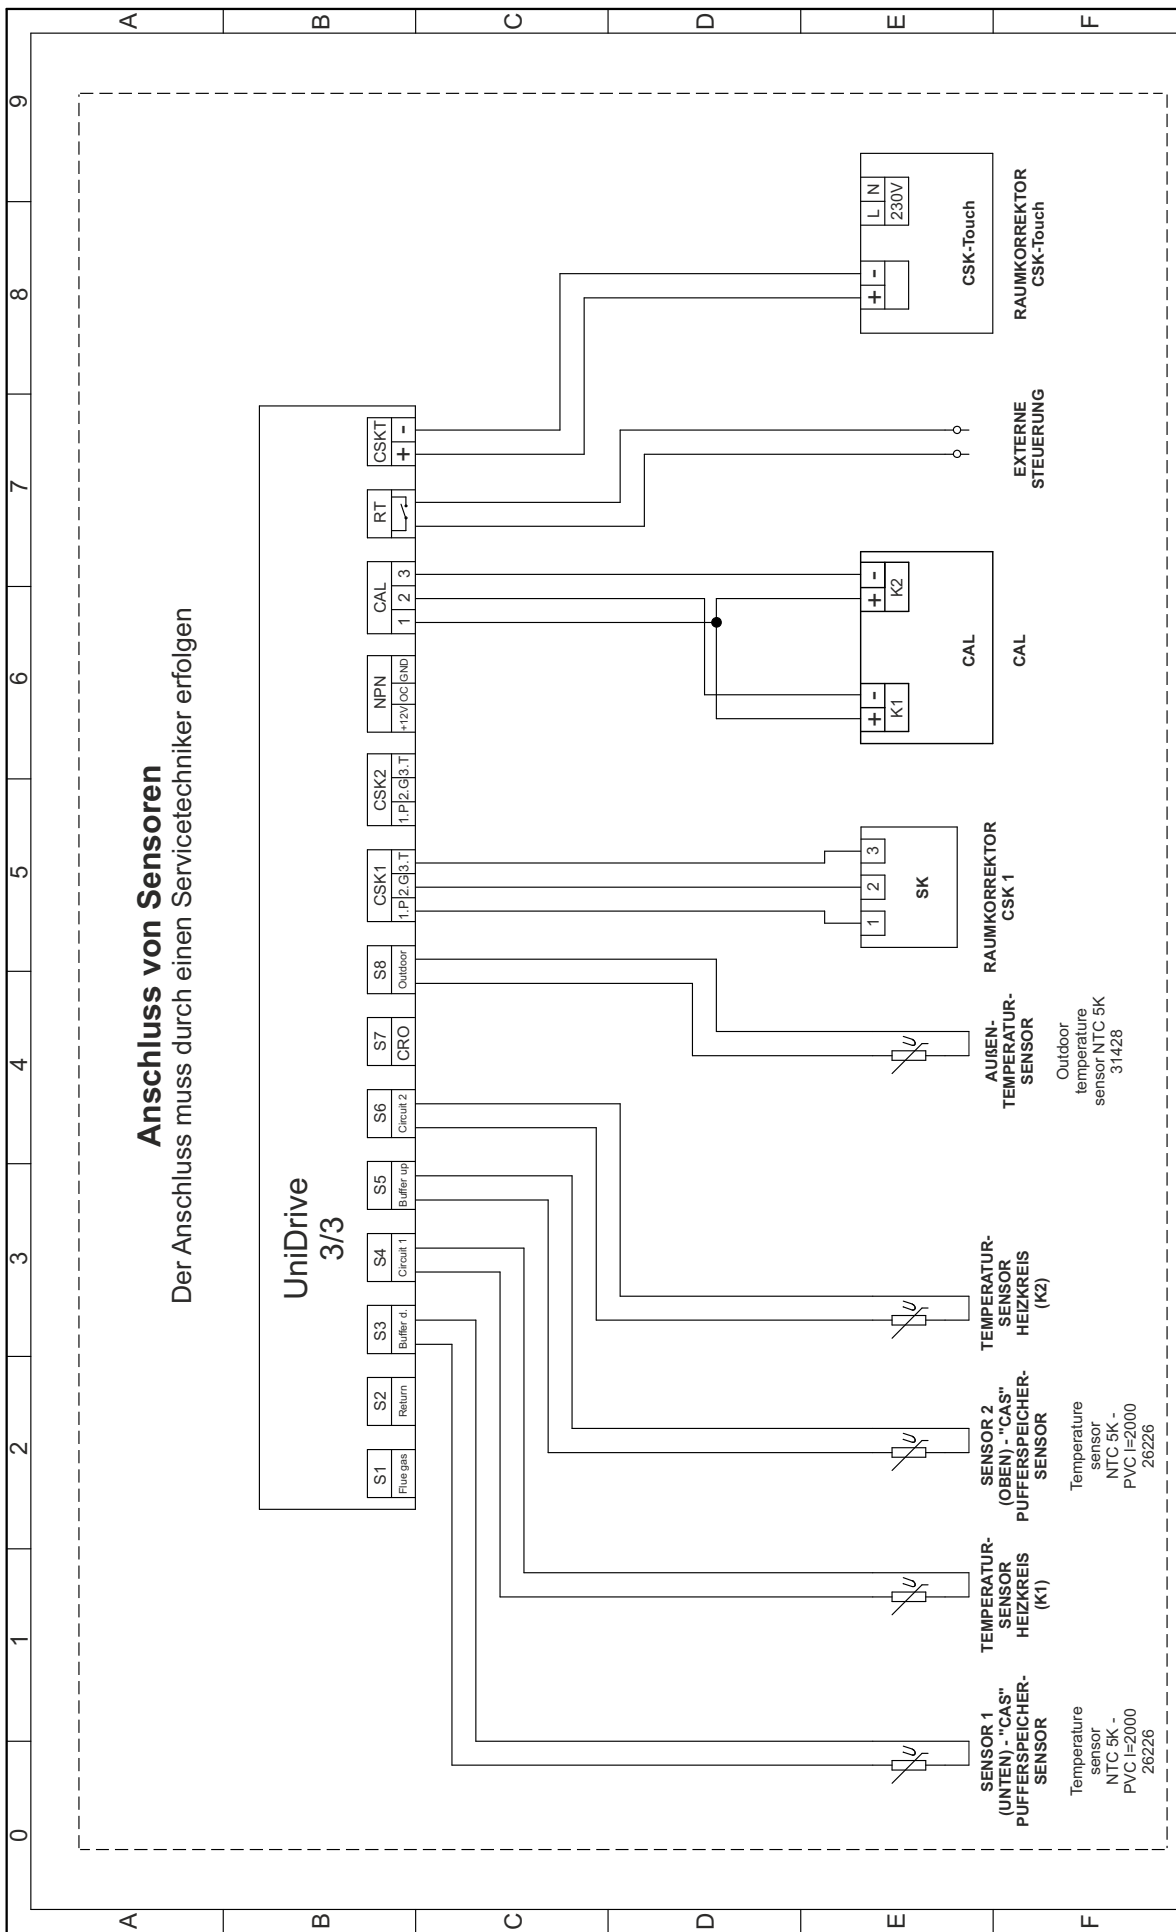 0 1 2 3 4 5 6 7 8 9
A
A
B
B
C
C
D
D
E
E
F
F
Anschluss von Sensoren
Der Anschluss muss durch einen Servicetechniker erfolgen
UniDrive
3/3
S1
Flue gas
S2
Return
S3
Buffer d.
S4
Circuit 1
S5
Buffer up
S6
Circuit 2
S7
CRO
S8
Outdoor
CSK1
1.P 2.G 3.T
CSK2
1.P 2.G 3.T
NPN
+12V OC GND
CAL
1 2 3
RT
CSKT
+ -
U
U
U
U
U
1 2 3
SK
+ -
K1
+ -
K2
CAL
+ -
L N
230V
CSK-Touch
SENSOR 1
(UNTEN) - "CAS"
PUFFERSPEICHER-
SENSOR
Temperature
sensor
NTC 5K -
PVC l=2000
26226
TEMPERATUR-
SENSOR
HEIZKREIS
(K1)
SENSOR 2
(OBEN) - "CAS"
PUFFERSPEICHER-
SENSOR
Temperature
sensor
NTC 5K -
PVC l=2000
26226
TEMPERATUR-
SENSOR
HEIZKREIS
(K2)
AUßEN-
TEMPERATUR-
SENSOR
Outdoor
temperature
sensor NTC 5K
31428
RAUMKORREKTOR
CSK 1
CAL
EXTERNE
STEUERUNG
RAUMKORREKTOR
CSK-Touch